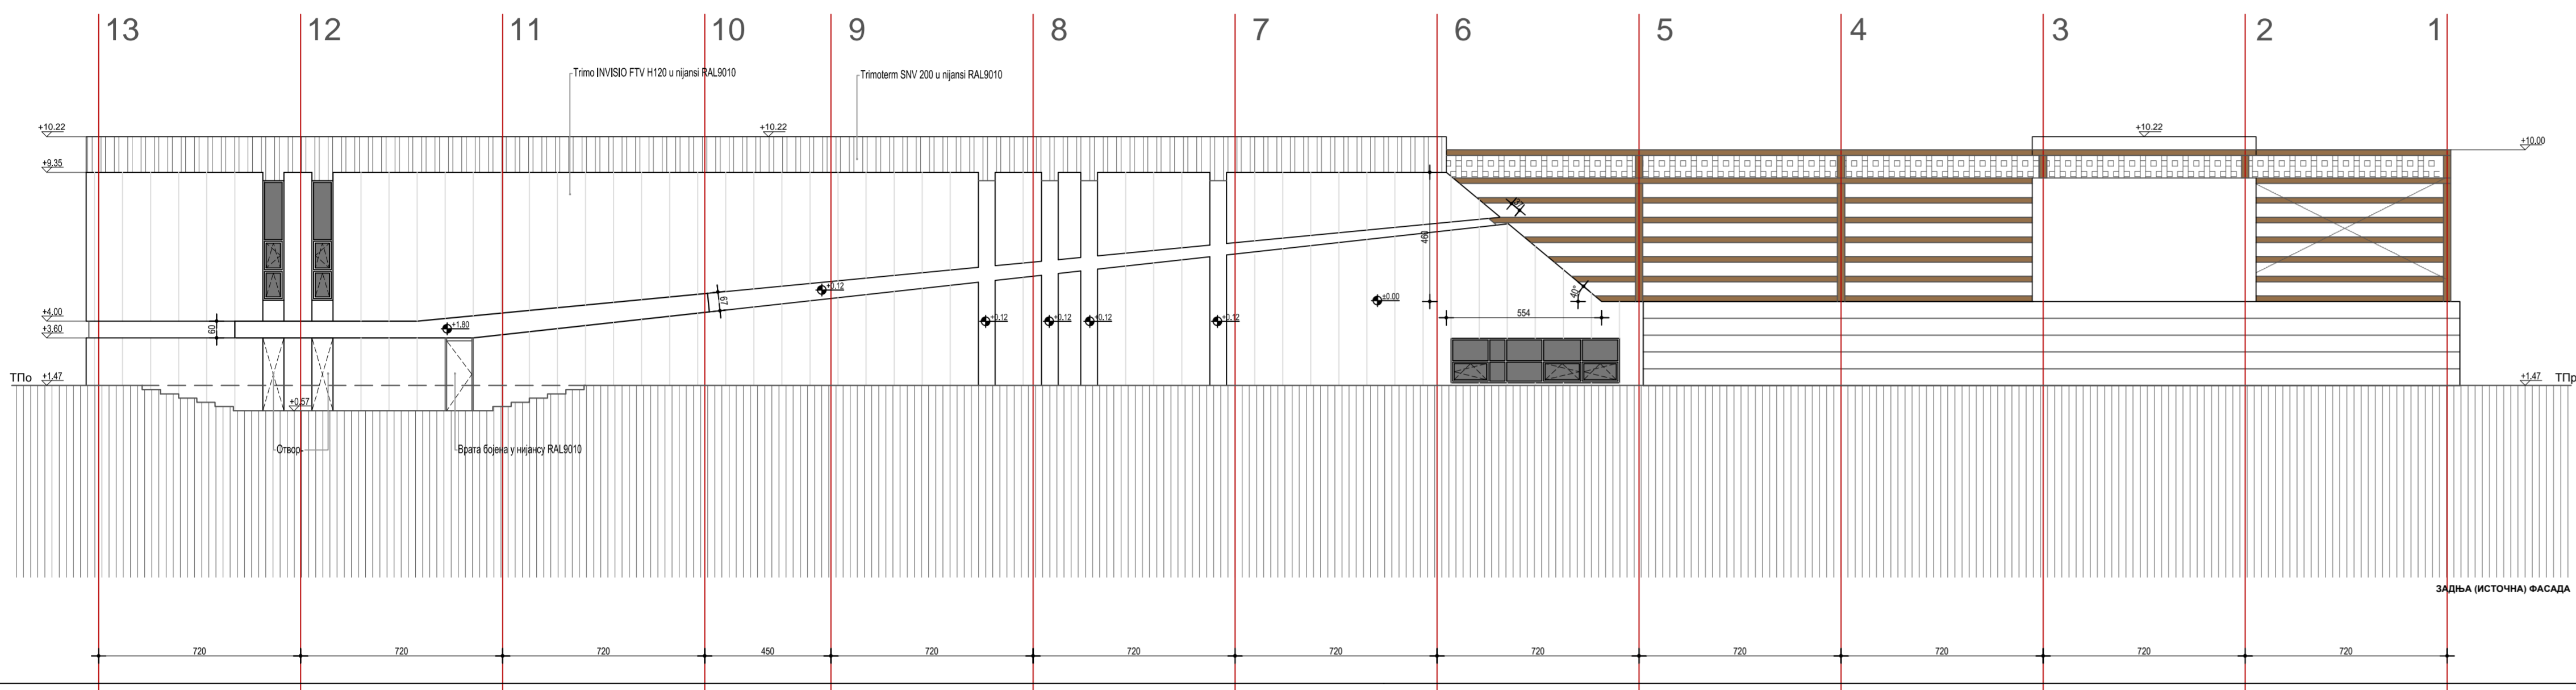 13 12 11 10 9 8 7 6 5 4 3 2 1
Trimo INVISIO FTV H120 u nijansi RAL9010
Trimoterm SNV 200 u nijansi RAL9010
+10.22
+10.22
+10.22
+10.00
+9.35
460
+0.12
±0.00
554
40°
67
+4.00
+3.60
60
+1.80
+0.12
+0.12
+0.12
+0.12
ТПо
+1.47
+1.47
ТПр
+0.57
Отвор
Врата бојена у нијансу RAL9010
ЗАДЊА (ИСТОЧНА) ФАСАДА
720 720 720 450 720 720 720 720 720 720 720 720